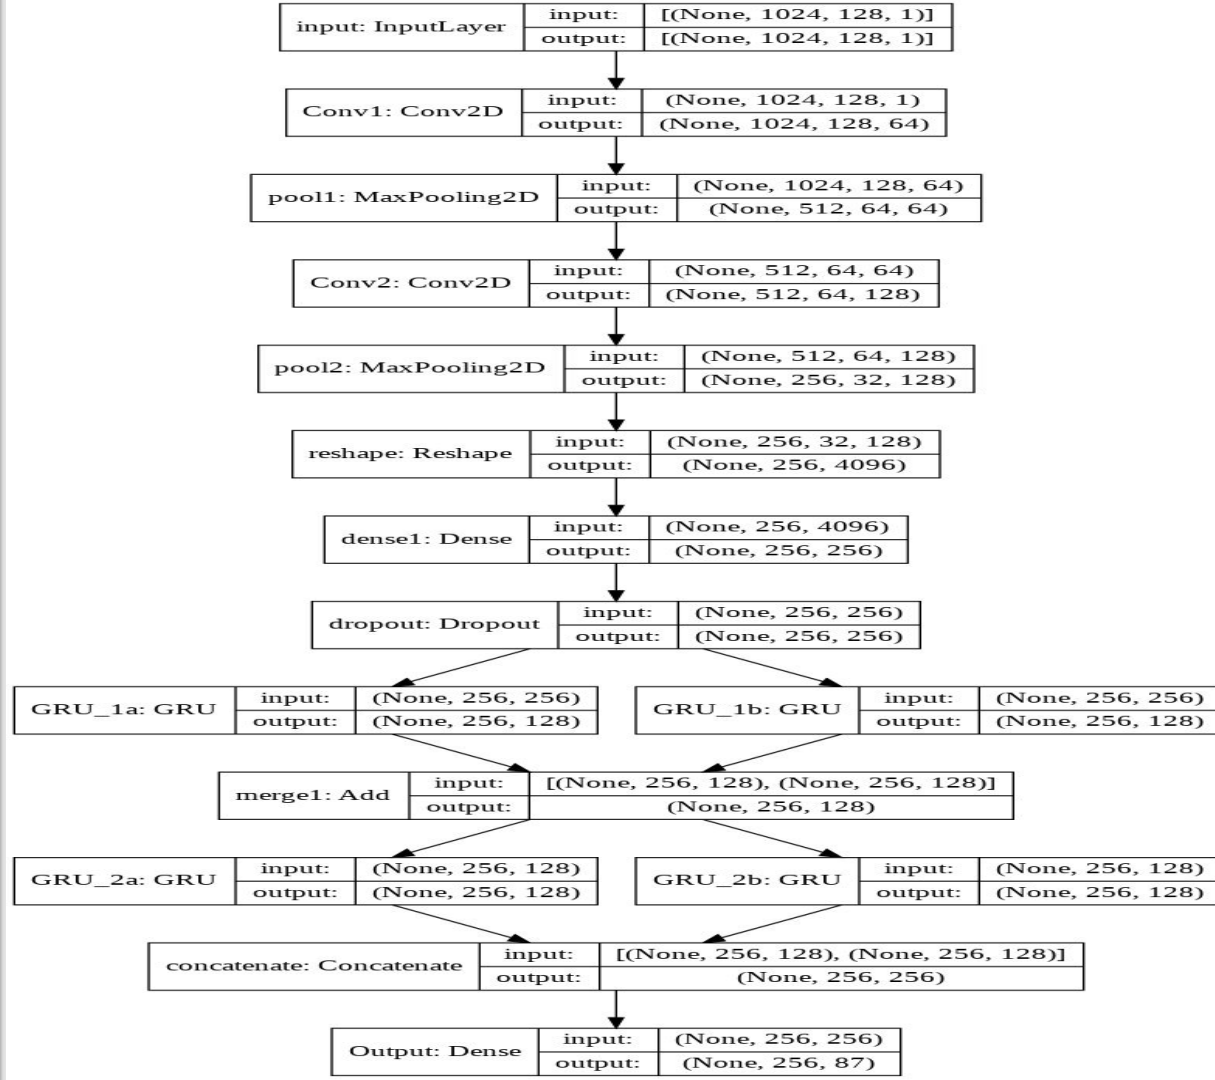 input: InputLayer input: [(None, 1024, 128, 1)]
output: [(None, 1024, 128, 1)]
Conv1: Conv2D input: (None, 1024, 128, 1)
output: (None, 1024, 128, 64)
pool1: MaxPooling2D input: (None, 1024, 128, 64)
output: (None, 512, 64, 64)
Conv2: Conv2D input: (None, 512, 64, 64)
output: (None, 512, 64, 128)
pool2: MaxPooling2D input: (None, 512, 64, 128)
output: (None, 256, 32, 128)
reshape: Reshape input: (None, 256, 32, 128)
output: (None, 256, 4096)
dense1: Dense input: (None, 256, 4096)
output: (None, 256, 256)
dropout: Dropout input: (None, 256, 256)
output: (None, 256, 256)
GRU_1a: GRU input: (None, 256, 256)
output: (None, 256, 128)
GRU_1b: GRU input: (None, 256, 256)
output: (None, 256, 128)
merge1: Add input: [(None, 256, 128), (None, 256, 128)]
output: (None, 256, 128)
GRU_2a: GRU input: (None, 256, 128)
output: (None, 256, 128)
GRU_2b: GRU input: (None, 256, 128)
output: (None, 256, 128)
concatenate: Concatenate input: [(None, 256, 128), (None, 256, 128)]
output: (None, 256, 256)
Output: Dense input: (None, 256, 256)
output: (None, 256, 87)